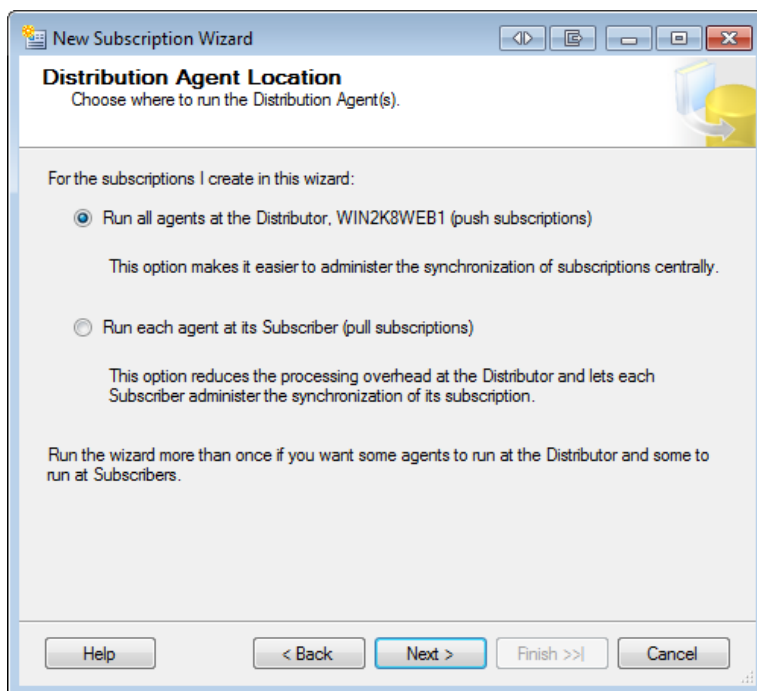 New Subscription Wizard
Distribution Agent Location
Choose where to run the Distribution Agent(s).
For the subscriptions I create in this wizard:
Run all agents at the Distributor, WIN2K8WEB1 (push subscriptions)
This option makes it easier to administer the synchronization of subscriptions centrally.
Run each agent at its Subscriber (pull subscriptions)
This option reduces the processing overhead at the Distributor and lets each
Subscriber administer the synchronization of its subscription.
Run the wizard more than once if you want some agents to run at the Distributor and some to
run at Subscribers.
Help
< Back
Next >
Finish >>|
Cancel